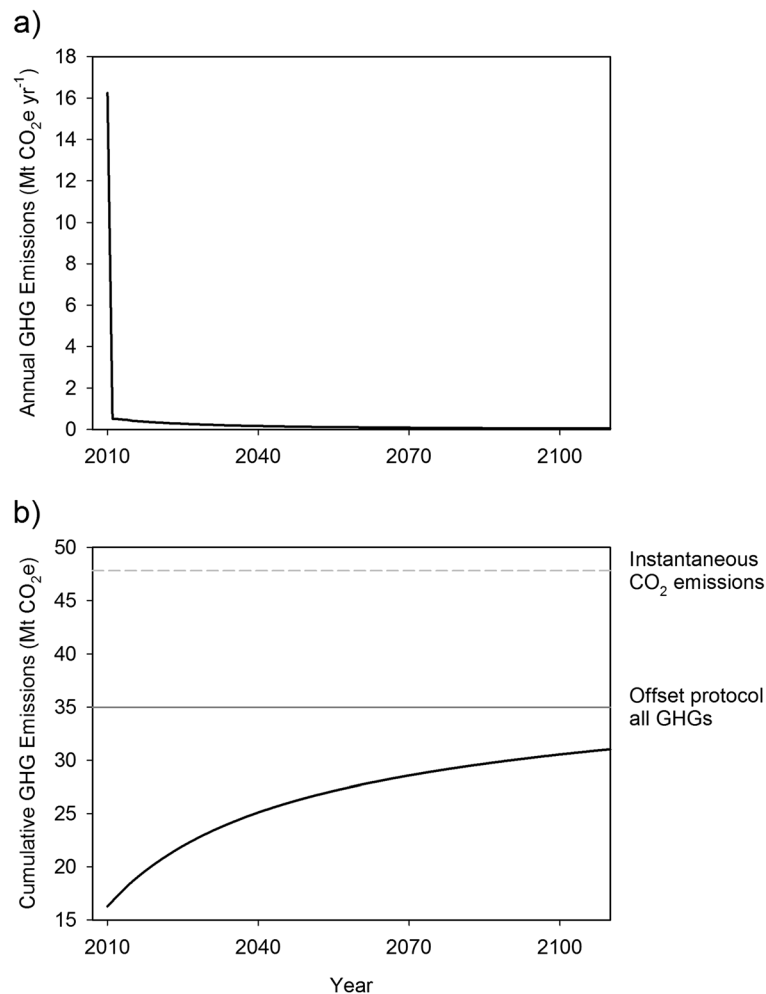 a)
Annual GHG Emissions (Mt CO₂e yr⁻¹)
18
16
14
12
10
8
6
4
2
0
2010 2040 2070 2100
b)
Cumulative GHG Emissions (Mt CO₂e)
50
45
40
35
30
25
20
15
Instantaneous
CO₂ emissions
Offset protocol
all GHGs
2010 2040 2070 2100
Year